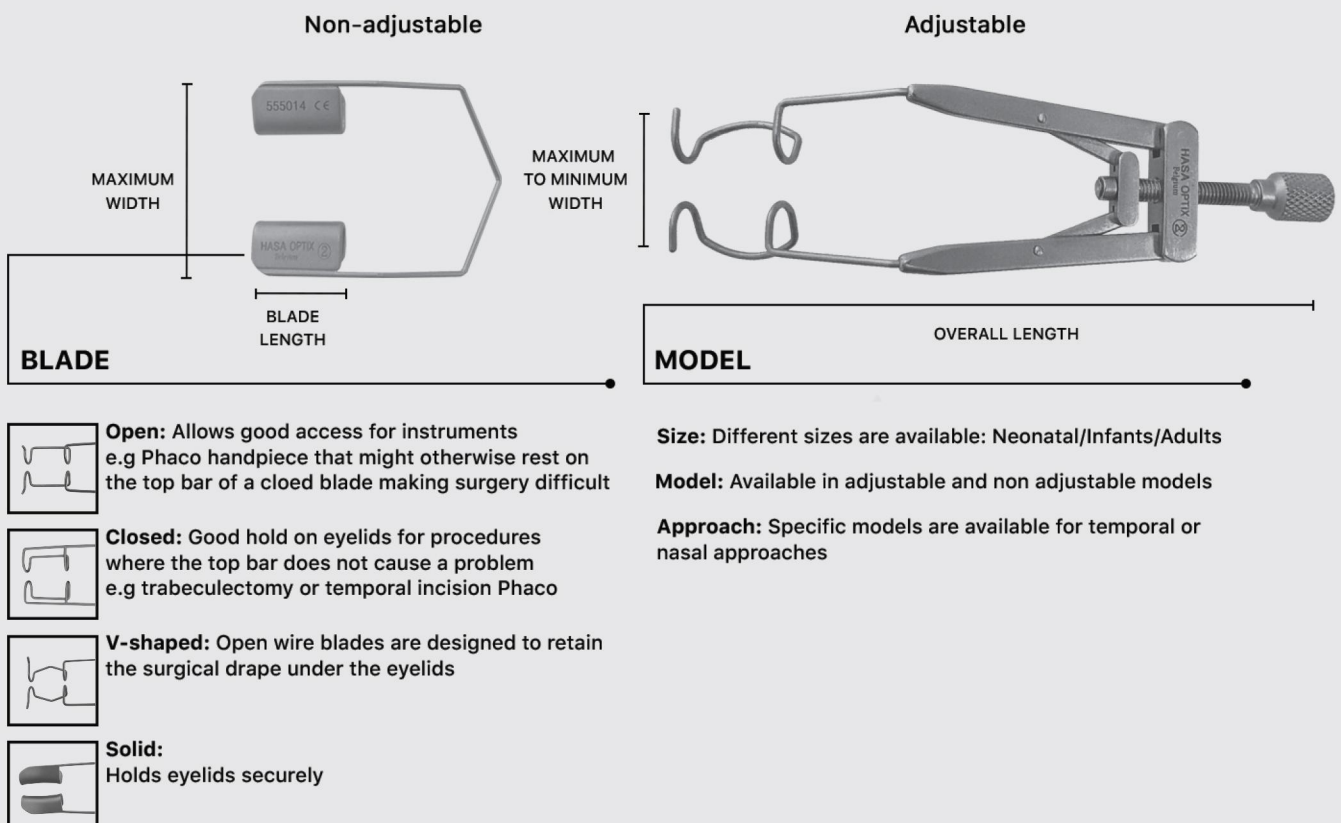 Non-adjustable
Adjustable
555014 CE
MAXIMUM
WIDTH
HASA OPTIX 2
BLADE
LENGTH
BLADE
MAXIMUM
TO MINIMUM
WIDTH
HASA OPTIX 2
OVERALL LENGTH
MODEL
Open: Allows good access for instruments
e.g Phaco handpiece that might otherwise rest on
the top bar of a cloed blade making surgery difficult
Closed: Good hold on eyelids for procedures
where the top bar does not cause a problem
e.g trabeculectomy or temporal incision Phaco
V-shaped: Open wire blades are designed to retain
the surgical drape under the eyelids
Solid:
Holds eyelids securely
Size: Different sizes are available: Neonatal/Infants/Adults
Model: Available in adjustable and non adjustable models
Approach: Specific models are available for temporal or
nasal approaches